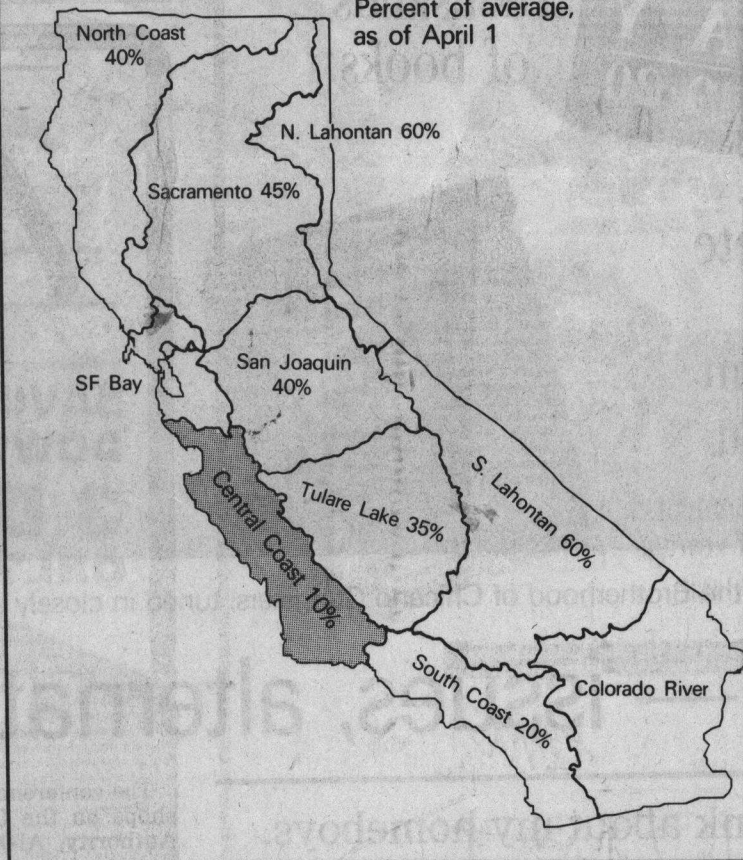 Percent of average,
as of April 1
North Coast
40%
N. Lahontan 60%
Sacramento 45%
San Joaquin
40%
SF Bay
S. Lahontan 60%
Tulare Lake 35%
Central Coast 10%
South Coast 20%
Colorado River